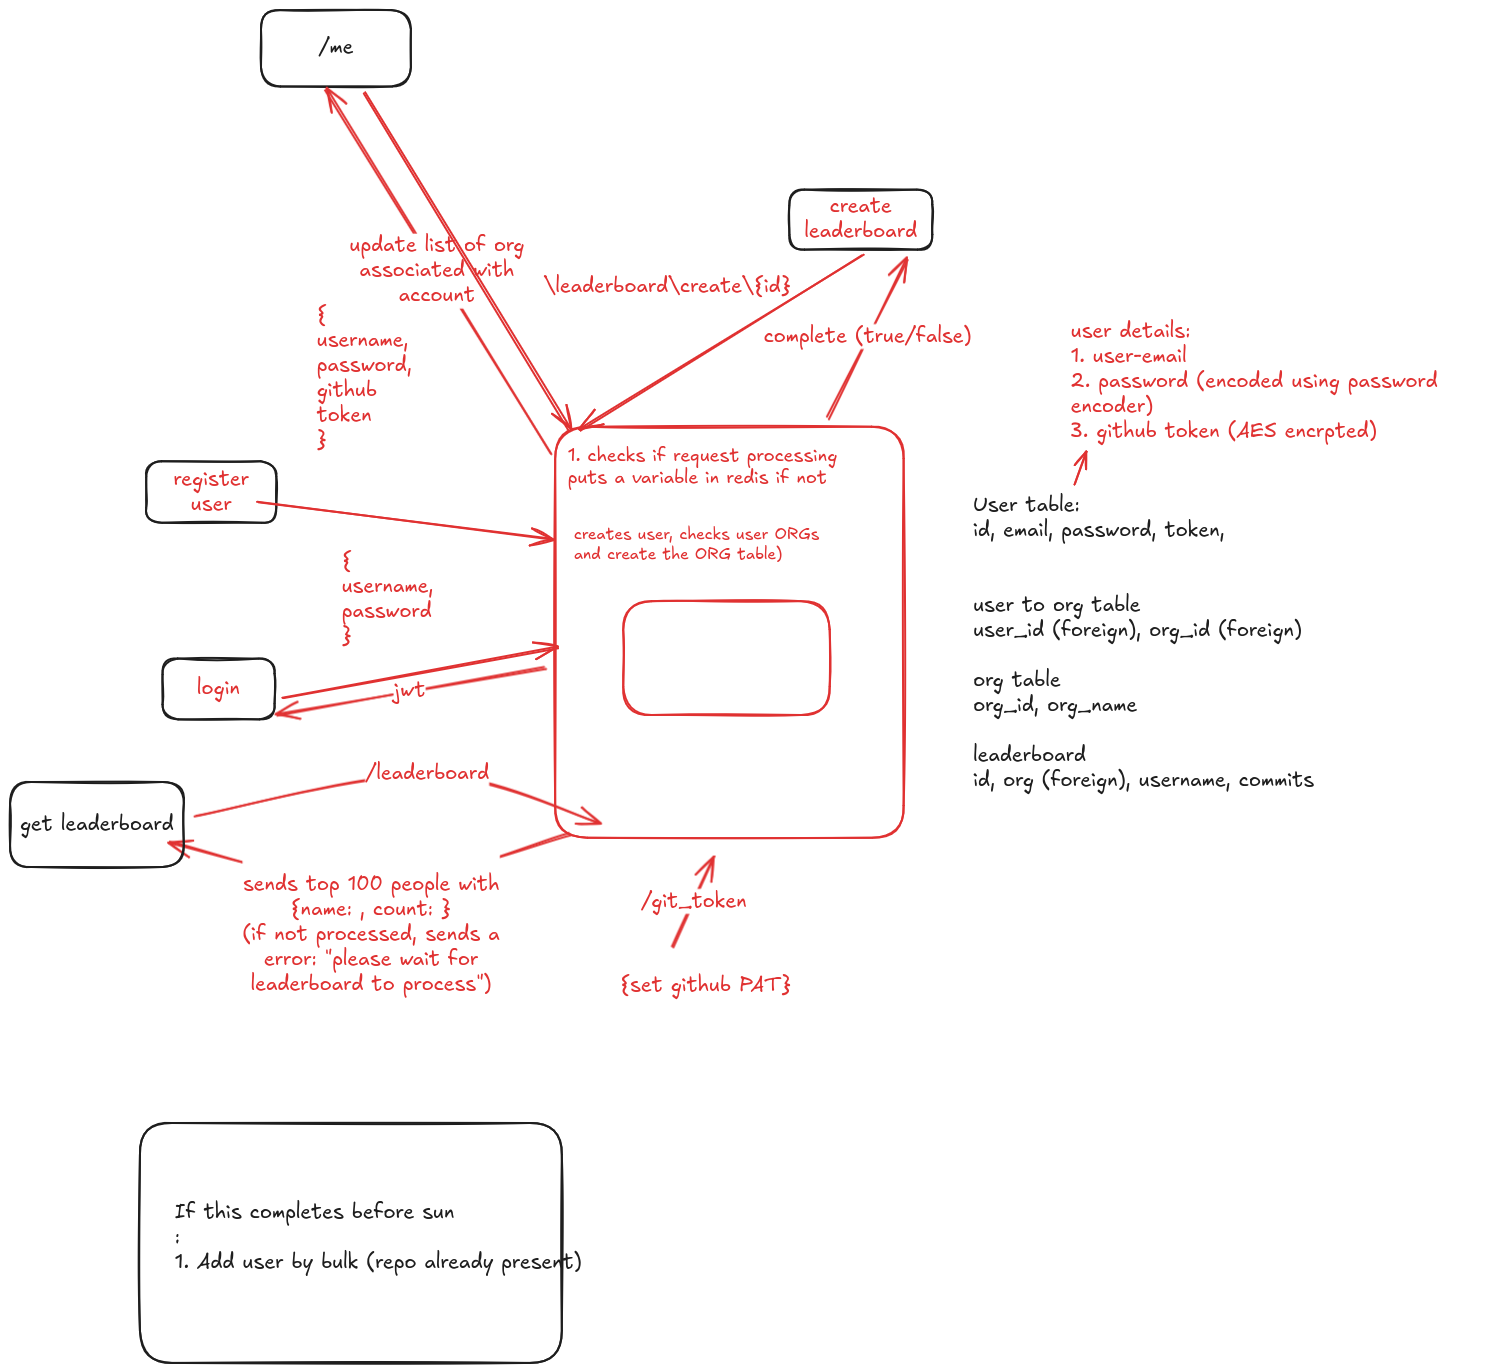 /me
create
leaderboard
update list of org
associated with
account
\leaderboard\create\{id}
complete (true/false)
{
username,
password,
github
token
}
user details:
1. user-email
2. password (encoded using password
encoder)
3. github token (AES encrpted)
register
user
1. checks if request processing
puts a variable in redis if not
creates user, checks user ORGs
and create the ORG table)
User table:
id, email, password, token,
{
username,
password
}
user to org table
user_id (foreign), org_id (foreign)
login
jwt
org table
org_id, org_name
leaderboard
id, org (foreign), username, commits
/leaderboard
get leaderboard
sends top 100 people with
{name: , count: }
(if not processed, sends a
error: "please wait for
leaderboard to process")
/git_token
{set github PAT}
If this completes before sun
:
1. Add user by bulk (repo already present)